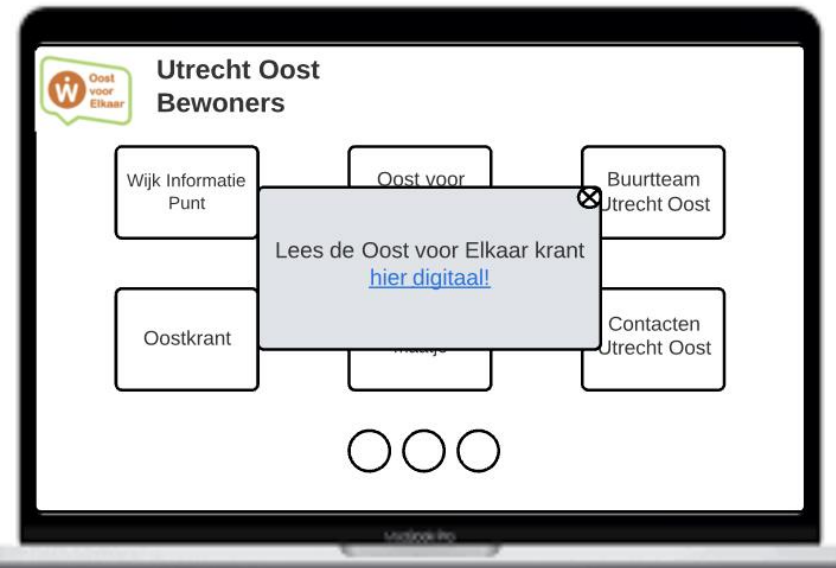 Oost
voor
Elkaar
Utrecht Oost
Bewoners
Wijk Informatie
Punt
Oost voor
Buurtteam
Utrecht Oost
Lees de Oost voor Elkaar krant
hier digitaal!
Oostkrant
Contacten
Utrecht Oost
MacBook Pro